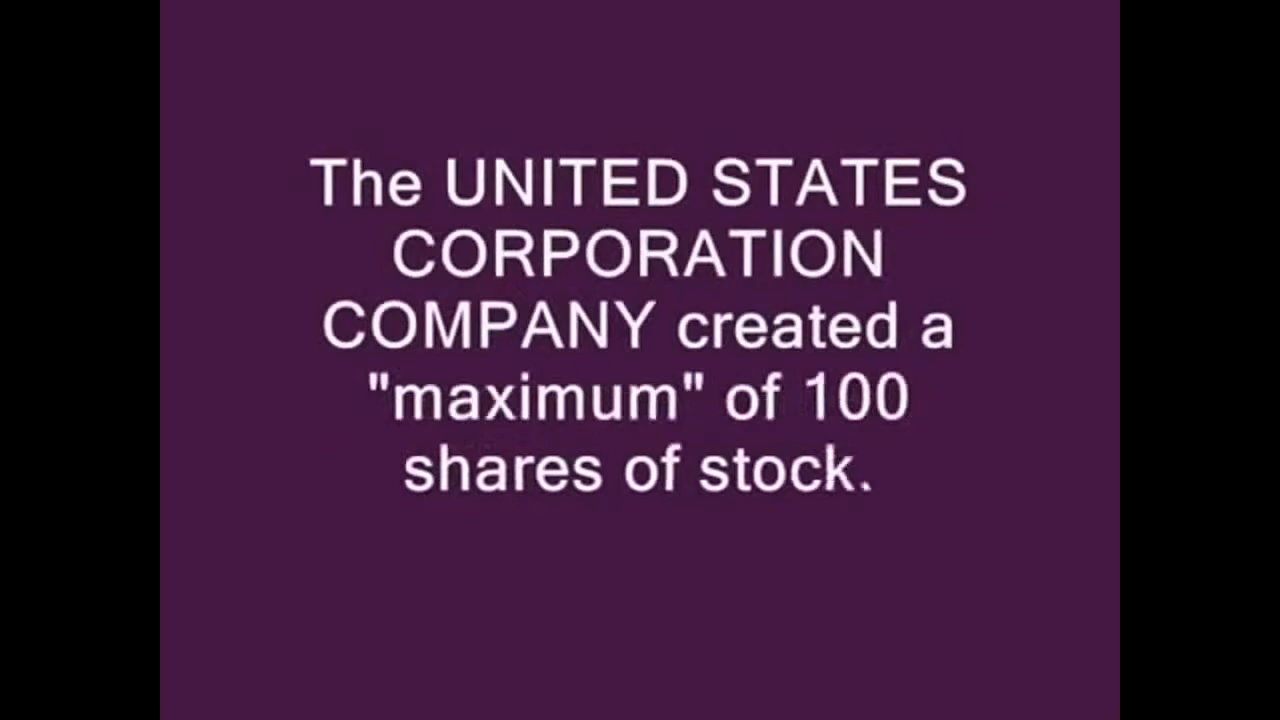 The UNITED STATES
CORPORATION
COMPANY created a
"maximum" of 100
shares of stock.